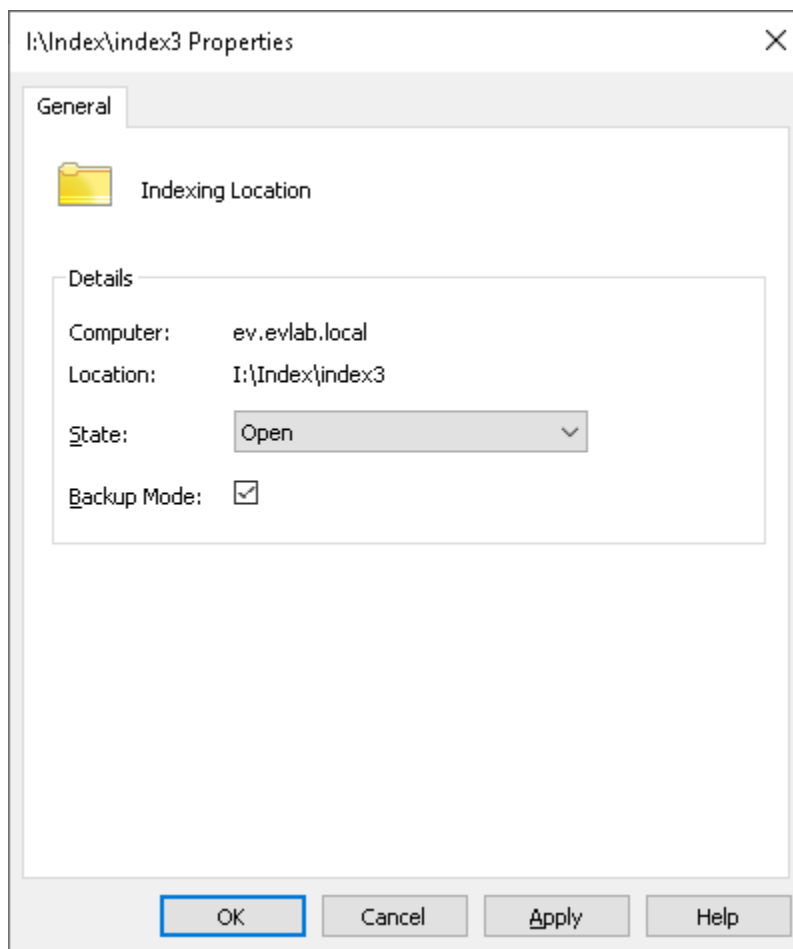 I:\Index\index3 Properties
General
Indexing Location
Details
Computer: ev.evlab.local
Location: I:\Index\index3
State: Open
Backup Mode:
OK Cancel Apply Help